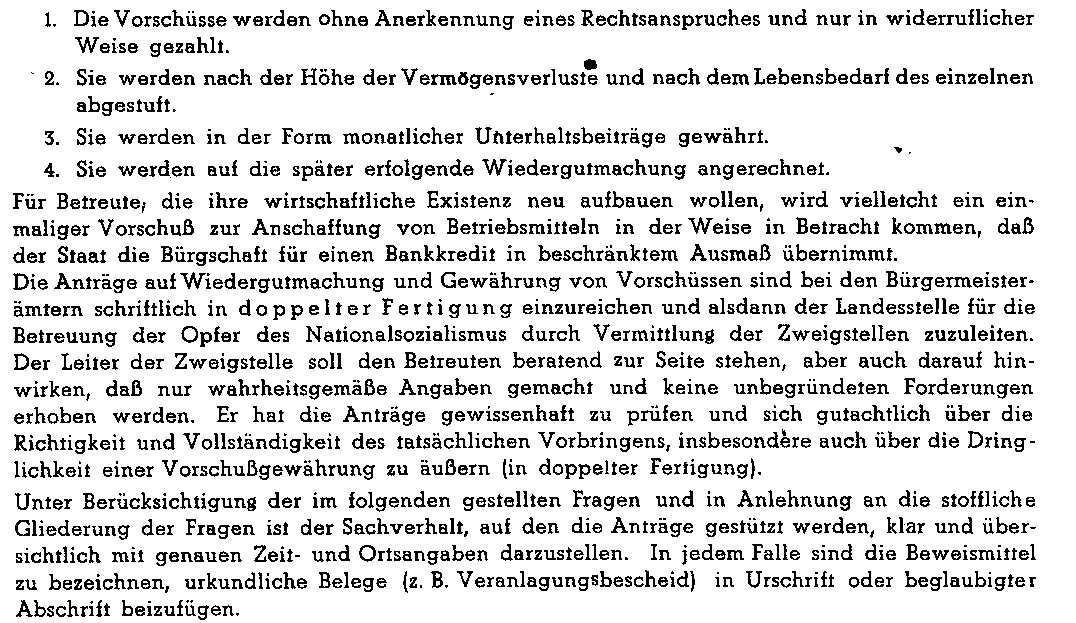 1. Die Vorschüsse werden ohne Anerkennung eines Rechtsanspruches und nur in widerruflicher
Weise gezahlt.
2. Sie werden nach der Höhe der Vermögensverluste und nach dem Lebensbedarf des einzelnen
abgestuft.
3. Sie werden in der Form monatlicher Unterhaltsbeiträge gewährt.
4. Sie werden auf die später erfolgende Wiedergutmachung angerechnet.
Für Betreute, die ihre wirtschaftliche Existenz neu aufbauen wollen, wird vielletcht ein ein-
maliger Vorschuß zur Anschaffung von Betriebsmitteln in der Weise in Betracht kommen, daß
der Staat die Bürgschaft für einen Bankkredit in beschränktem Ausmaß übernimmt.
Die Anträge auf Wiedergutmachung und Gewährung von Vorschüssen sind bei den Bürgermeister-
ämtern schriftlich in doppelter Fertigung einzureichen und alsdann der Landesstelle für die
Betreuung der Opfer des Nationalsozialismus durch Vermittlung der Zweigstellen zuzuleiten.
Der Leiter der Zweigstelle soll den Betreuten beratend zur Seite stehen, aber auch darauf hin-
wirken, daß nur wahrheitsgemäße Angaben gemacht und keine unbegründeten Forderungen
erhoben werden. Er hat die Anträge gewissenhaft zu prüfen und sich gutachtlich über die
Richtigkeit und Vollständigkeit des tatsächlichen Vorbringens, insbesondere auch über die Dring-
lichkeit einer Vorschußgewährung zu äußern (in doppelter Fertigung).
Unter Berücksichtigung der im folgenden gestellten Fragen und in Anlehnung an die stoffliche
Gliederung der Fragen ist der Sachverhalt, auf den die Anträge gestützt werden, klar und über-
sichtlich mit genauen Zeit- und Ortsangaben darzustellen. In jedem Falle sind die Beweismittel
zu bezeichnen, urkundliche Belege (z. B. Veranlagungsbescheid) in Urschrift oder beglaubigter
Abschrift beizufügen.